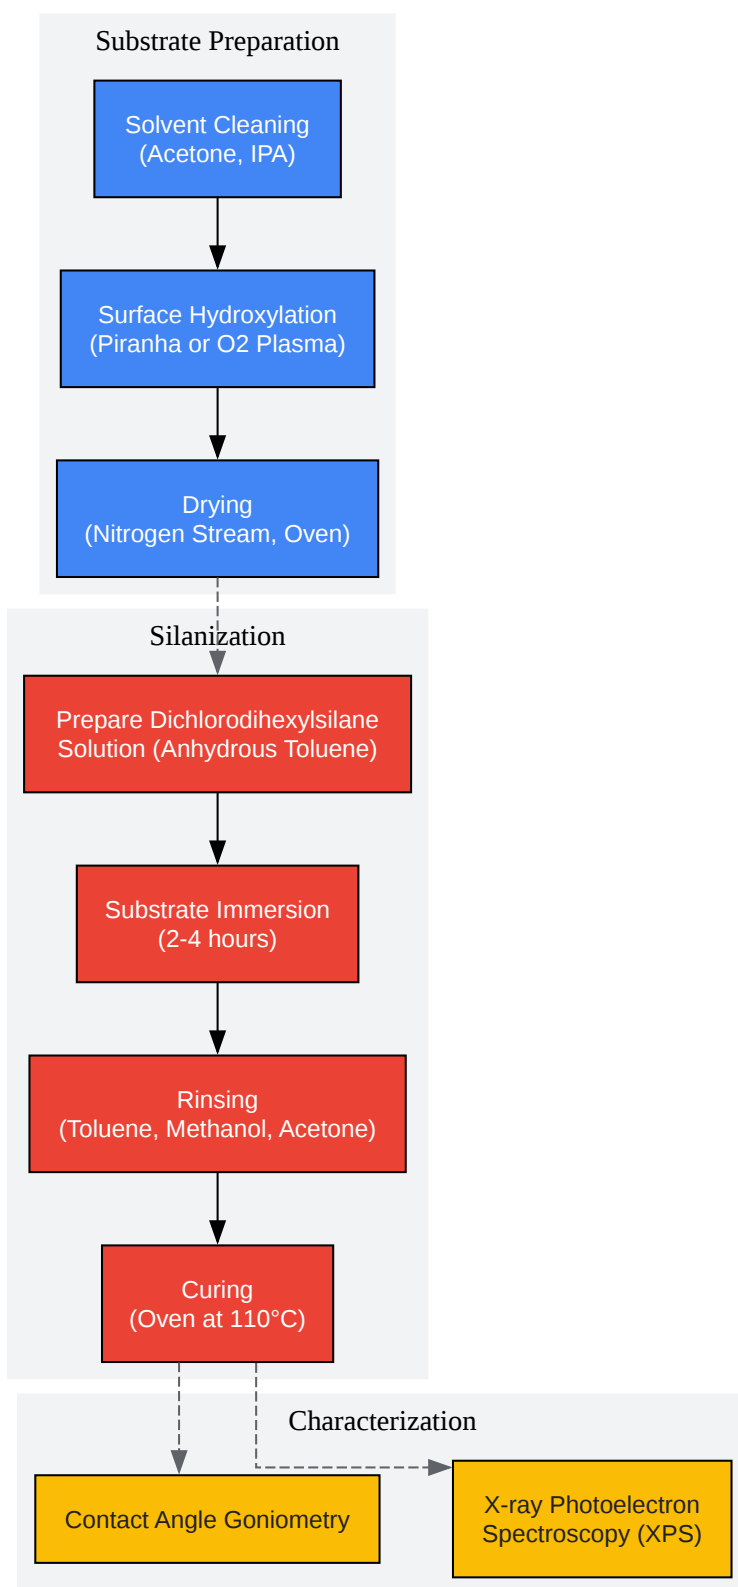 Substrate Preparation
Solvent Cleaning
(Acetone, IPA)
Surface Hydroxylation
(Piranha or O2 Plasma)
Drying
(Nitrogen Stream, Oven)
Silanization
Prepare Dichlorodihexylsilane
Solution (Anhydrous Toluene)
Substrate Immersion
(2-4 hours)
Rinsing
(Toluene, Methanol, Acetone)
Curing
(Oven at 110°C)
Characterization
Contact Angle Goniometry
X-ray Photoelectron
Spectroscopy (XPS)